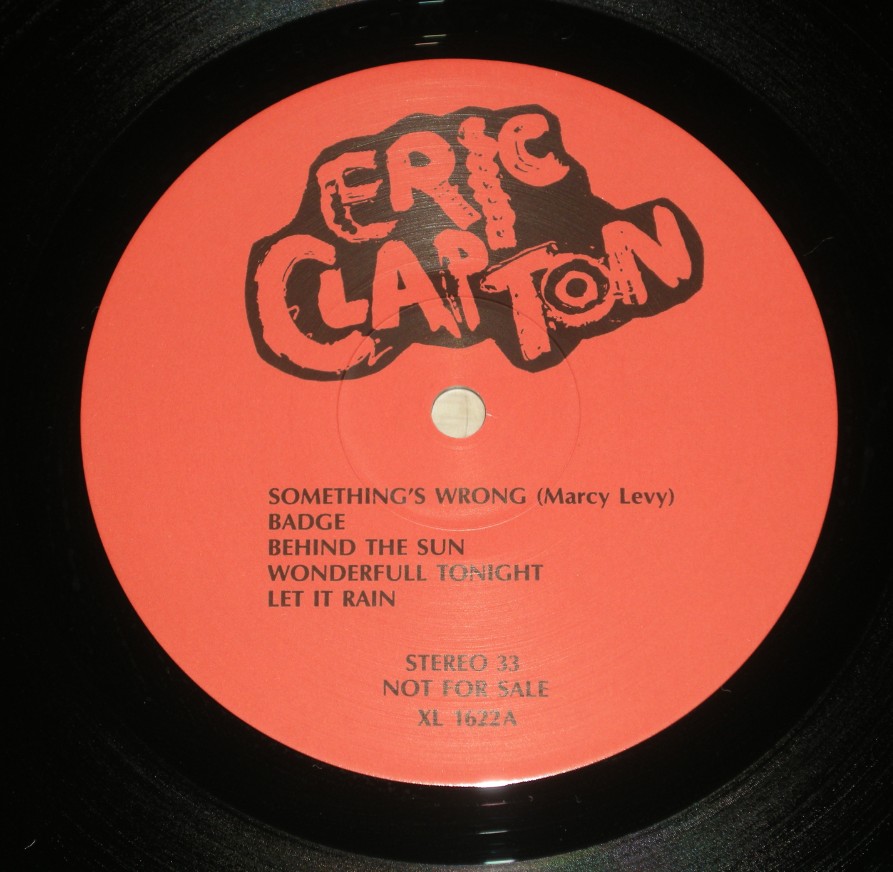 ERIC
CLAPTON
SOMETHING'S WRONG (Marcy Levy)
BADGE
BEHIND THE SUN
WONDERFULL TONIGHT
LET IT RAIN
STEREO 33
NOT FOR SALE
XL 1622A